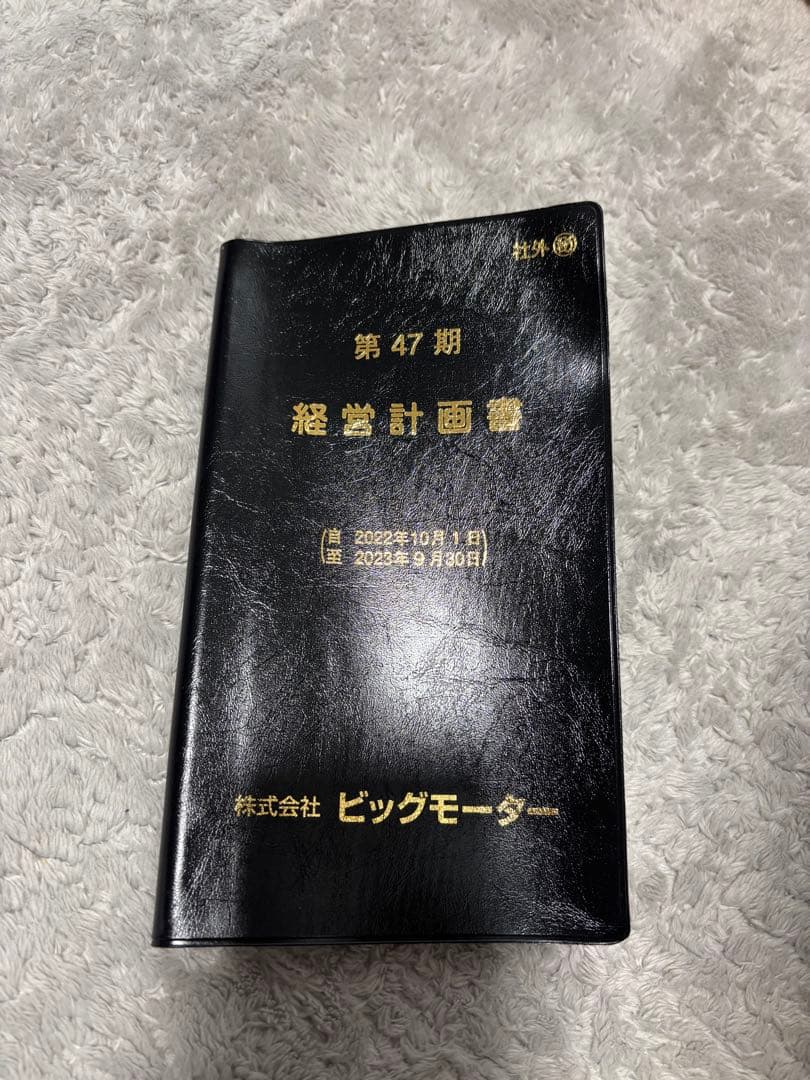 社外㊙
第47期
経営計画書
(自 2022年10月1日
至 2023年9月30日)
株式会社 ビッグモーター